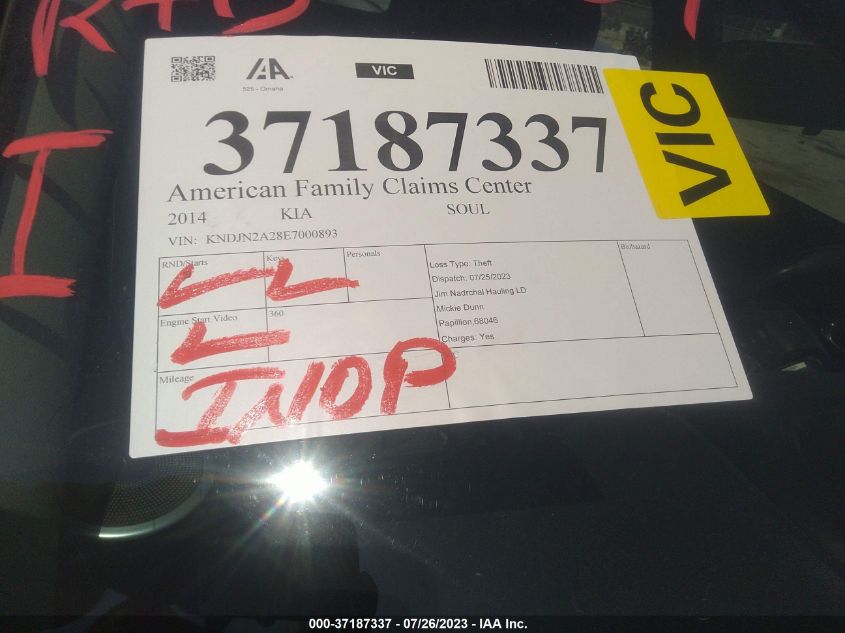 R+D
I
IAA
VIC
525 - Omaha
37187337
VIC
American Family Claims Center
2014 KIA SOUL
VIN: KNDJN2A28E7000893
RND/Starts Keys Personals
Biohazard
Loss Type: Theft
Dispatch: 07/25/2023
Jim Nadrchal Hauling LD
Mickie Dunn
Papillion,68046
Charges: Yes
Engine Start Video 360
Mileage
INOP
000-37187337 - 07/26/2023 - IAA Inc.